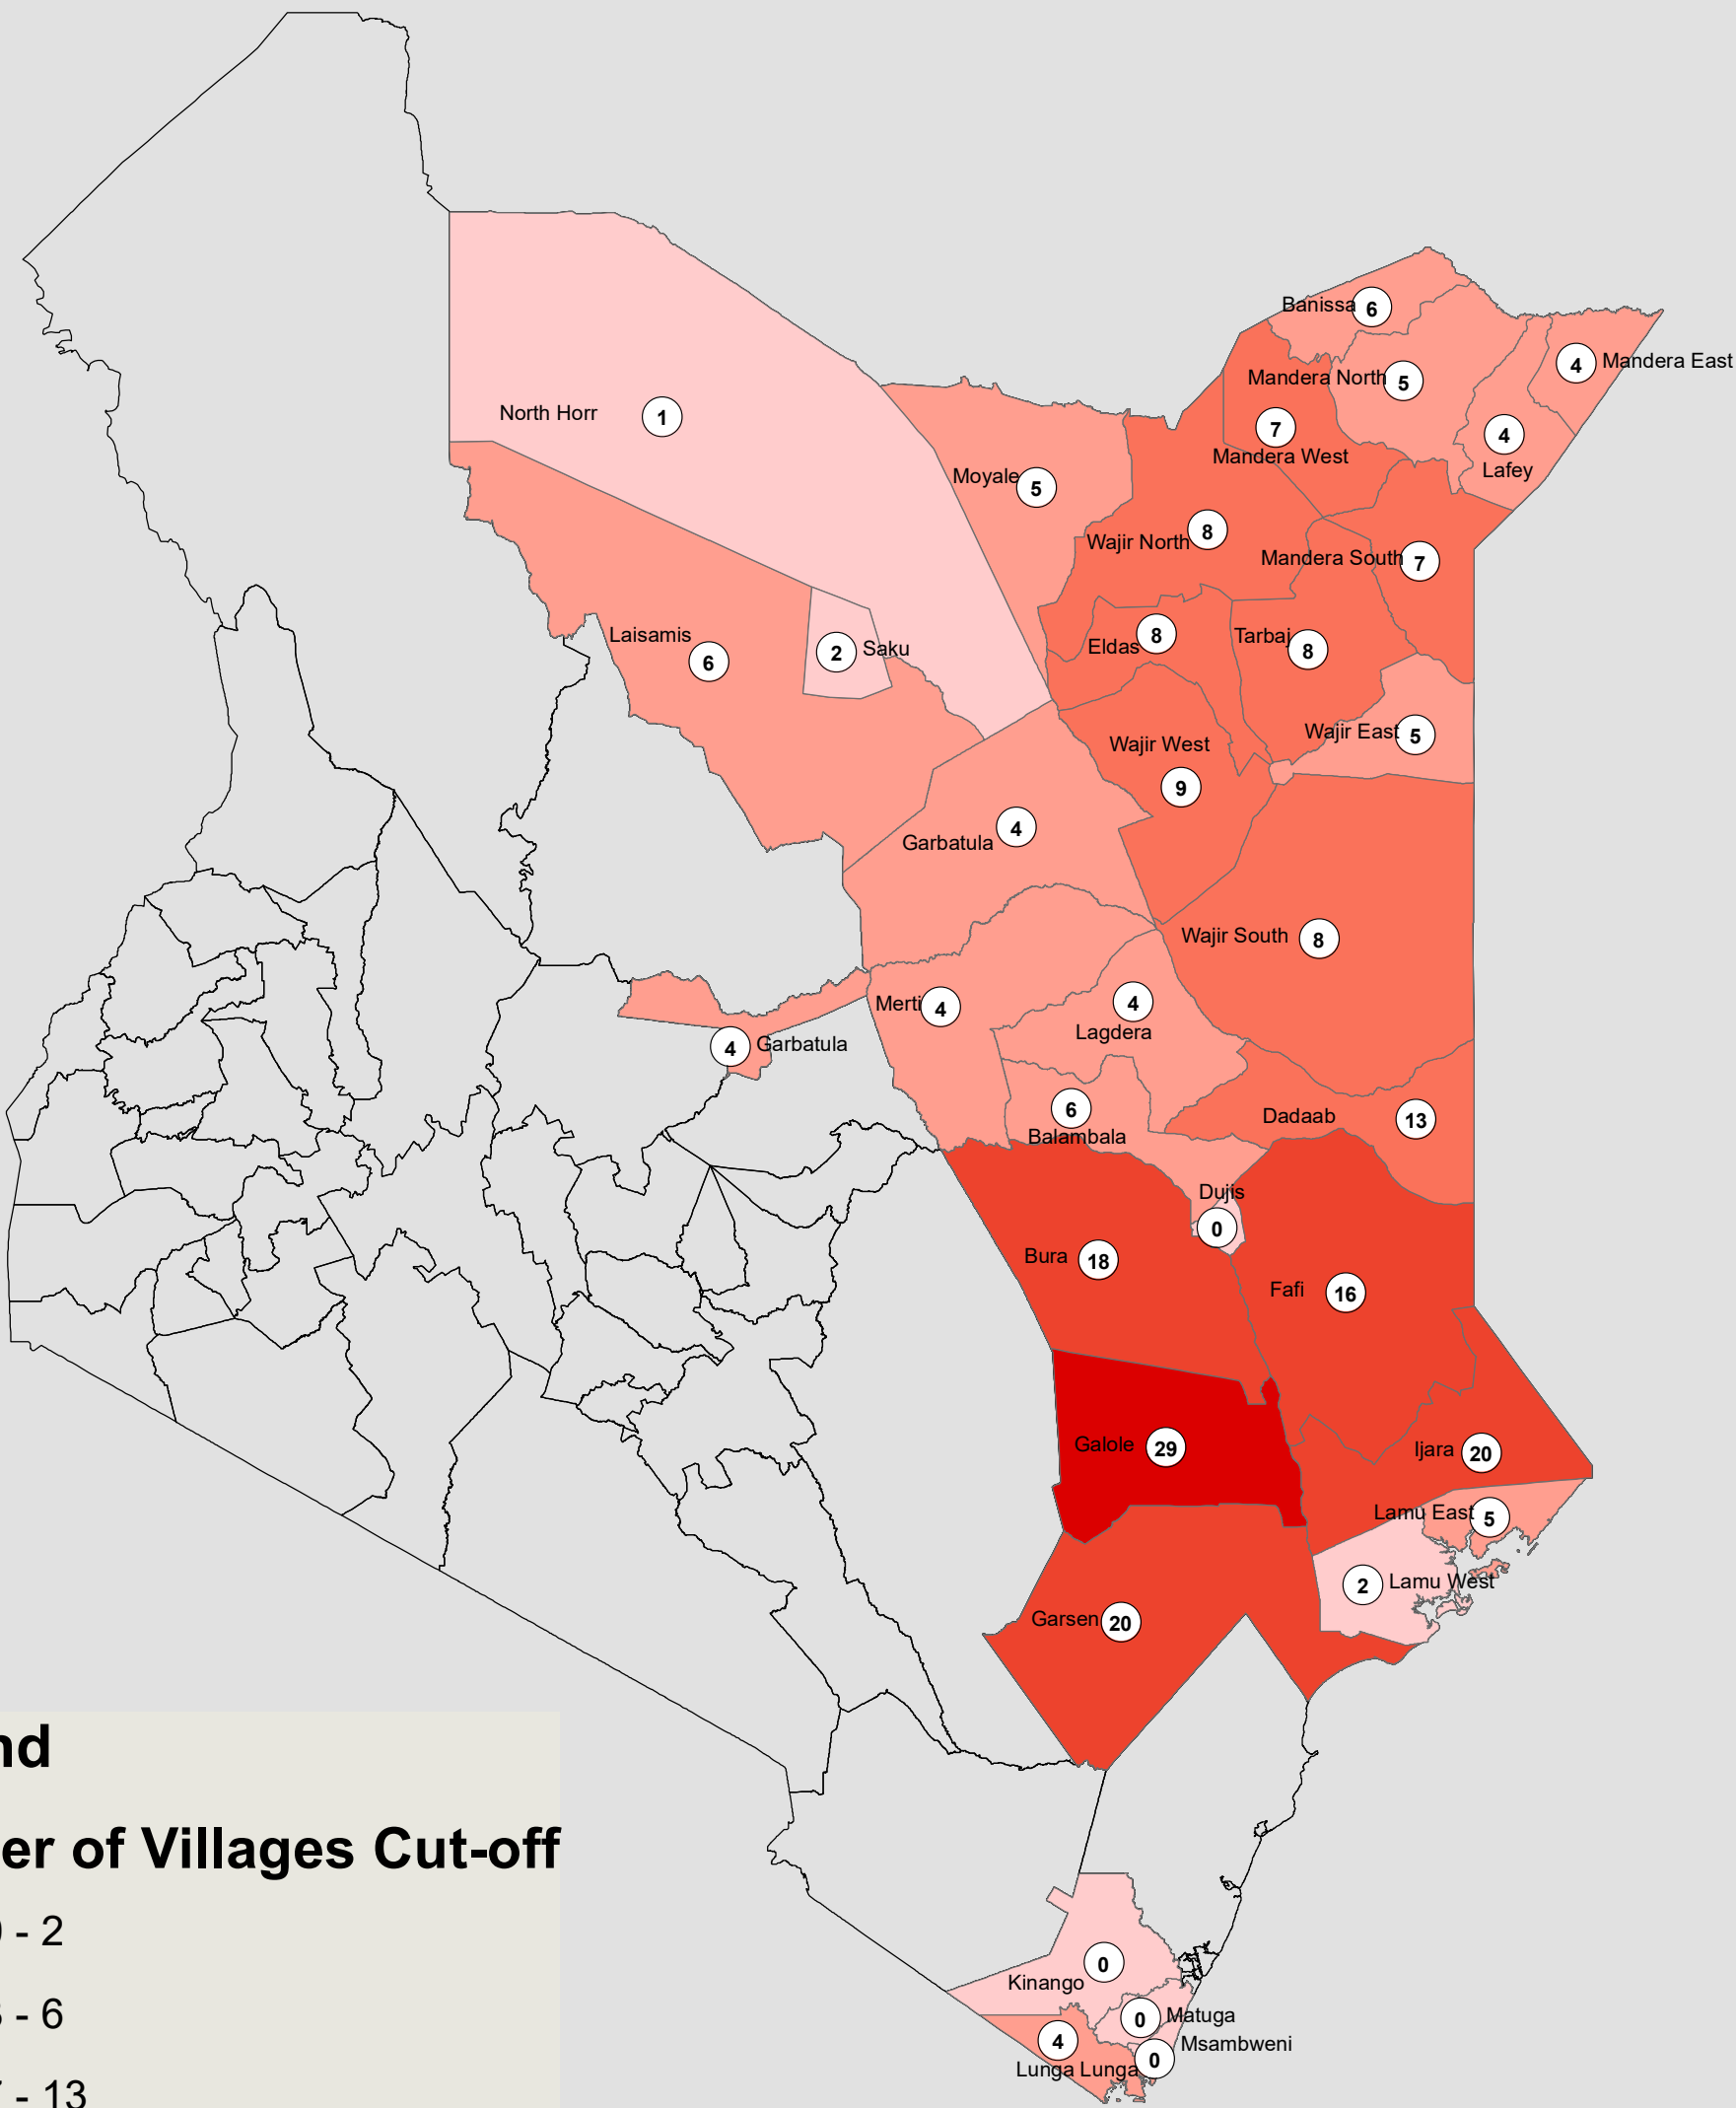 Banissa 6
4 Mandera East
Mandera North 5
North Horr 1
7
4
Mandera West
Lafey
Moyale 5
Wajir North 8
Mandera South 7
Laisamis 6
2 Saku
Eldas 8
Tarbaj 8
Wajir East 5
Wajir West
9
Garbatula 4
Wajir South 8
Merti 4
4
Lagdera
4 Garbatula
6
Balambala
Dadaab 13
Dujis
0
Bura 18
Fafi 16
Galole 29
Ijara 20
Lamu East 5
2 Lamu West
Garsen 20
nd
er of Villages Cut-off
- 2
- 6
- 13
0
Kinango
0 Matuga
4
Msambweni
0
Lunga Lunga